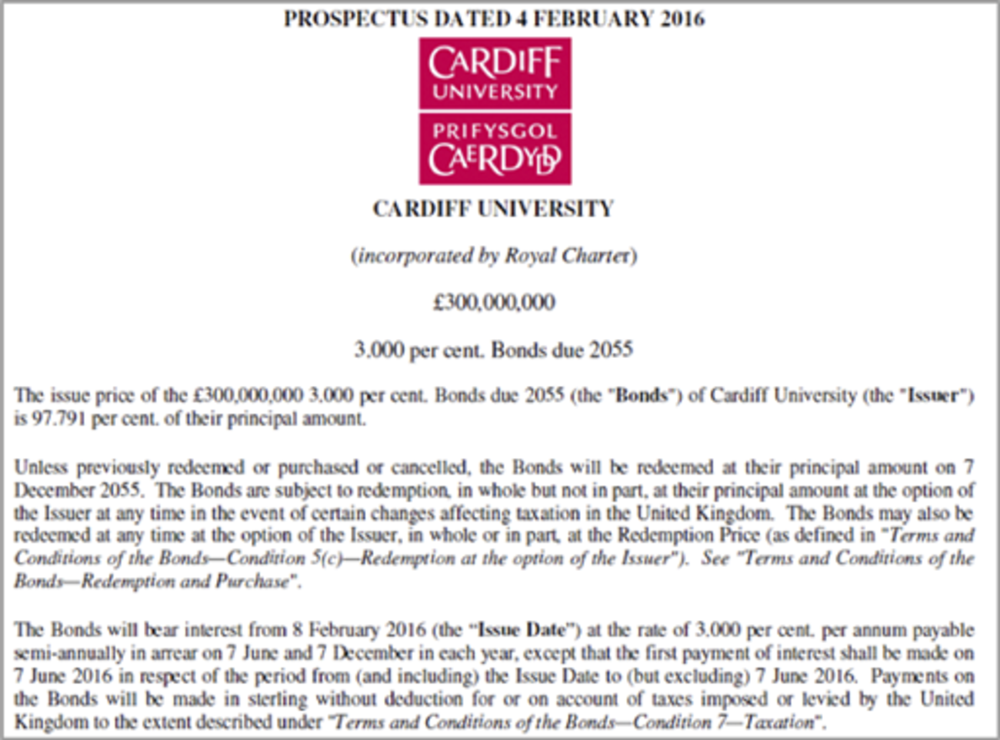 PROSPECTUS DATED 4 FEBRUARY 2016
CARDIFF
UNIVERSITY
PRIFYSGOL
CAERDYDD
CARDIFF UNIVERSITY
(incorporated by Royal Charter)
£300,000,000
3.000 per cent. Bonds due 2055
The issue price of the £300,000,000 3.000 per cent. Bonds due 2055 (the "Bonds") of Cardiff University (the "Issuer")
is 97.791 per cent. of their principal amount.
Unless previously redeemed or purchased or cancelled, the Bonds will be redeemed at their principal amount on 7
December 2055. The Bonds are subject to redemption, in whole but not in part, at their principal amount at the option of
the Issuer at any time in the event of certain changes affecting taxation in the United Kingdom. The Bonds may also be
redeemed at any time at the option of the Issuer, in whole or in part, at the Redemption Price (as defined in "Terms and
Conditions of the Bonds—Condition 5(c)—Redemption at the option of the Issuer"). See "Terms and Conditions of the
Bonds—Redemption and Purchase".
The Bonds will bear interest from 8 February 2016 (the “Issue Date”) at the rate of 3.000 per cent. per annum payable
semi-annually in arrear on 7 June and 7 December in each year, except that the first payment of interest shall be made on
7 June 2016 in respect of the period from (and including) the Issue Date to (but excluding) 7 June 2016. Payments on
the Bonds will be made in sterling without deduction for or on account of taxes imposed or levied by the United
Kingdom to the extent described under "Terms and Conditions of the Bonds—Condition 7—Taxation".